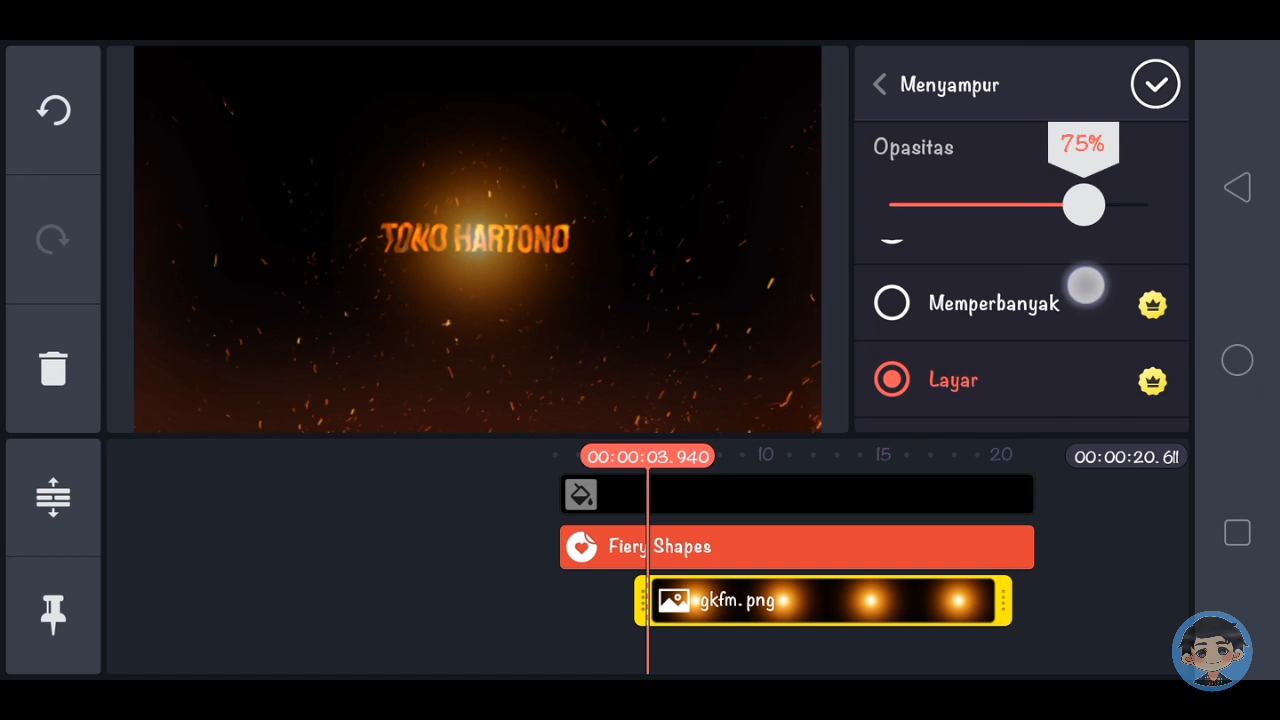 Menyampur
Opasitas
75%
TONO HARTONO
Memperbanyak
Layar
00:00:03.940
10
15
20
00:00:20.611
Fiery Shapes
gkfm.png